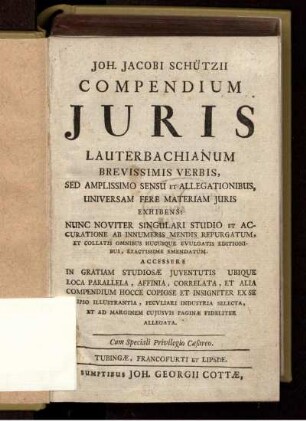 JOH. JACOBI SCHÜTZII
COMPENDIUM
JURIS
LAUTERBACHIANUM
BREVISSIMIS VERBIS,
SED AMPLISSIMO SENSU ET ALLEGATIONIBUS,
UNIVERSAM FERE MATERIAM JURIS
EXHIBENS:
NUNC NOVITER SINGULARI STUDIO ET AC-
CURATIONE AB INNUMERIS MENDIS REPURGATUM,
ET COLLATIS OMNIBUS HUCUSQUE EVULGATIS EDITIONI-
BUS, EXACTISSIME EMENDATUM.
ACCESSERE
IN GRATIAM STUDIOSÆ JUVENTUTIS UBIQUE
LOCA PARALLELA, AFFINIA, CORRELATA, ET ALIA
COMPENDIUM HOCCE COPIOSE ET INSIGNITER EX SE
IPSO ILLUSTRANTIA, PECULIARI INDUSTRIA SELECTA,
ET AD MARGINEM CUJUSVIS PAGINÆ FIDELITER
ALLEGATA.
Cum Speciali Privilegio Cæsareo.
TUBINGÆ, FRANCOFURTI ET LIPSIÆ.
SUMPTIBUS JOH. GEORGII COTTÆ,